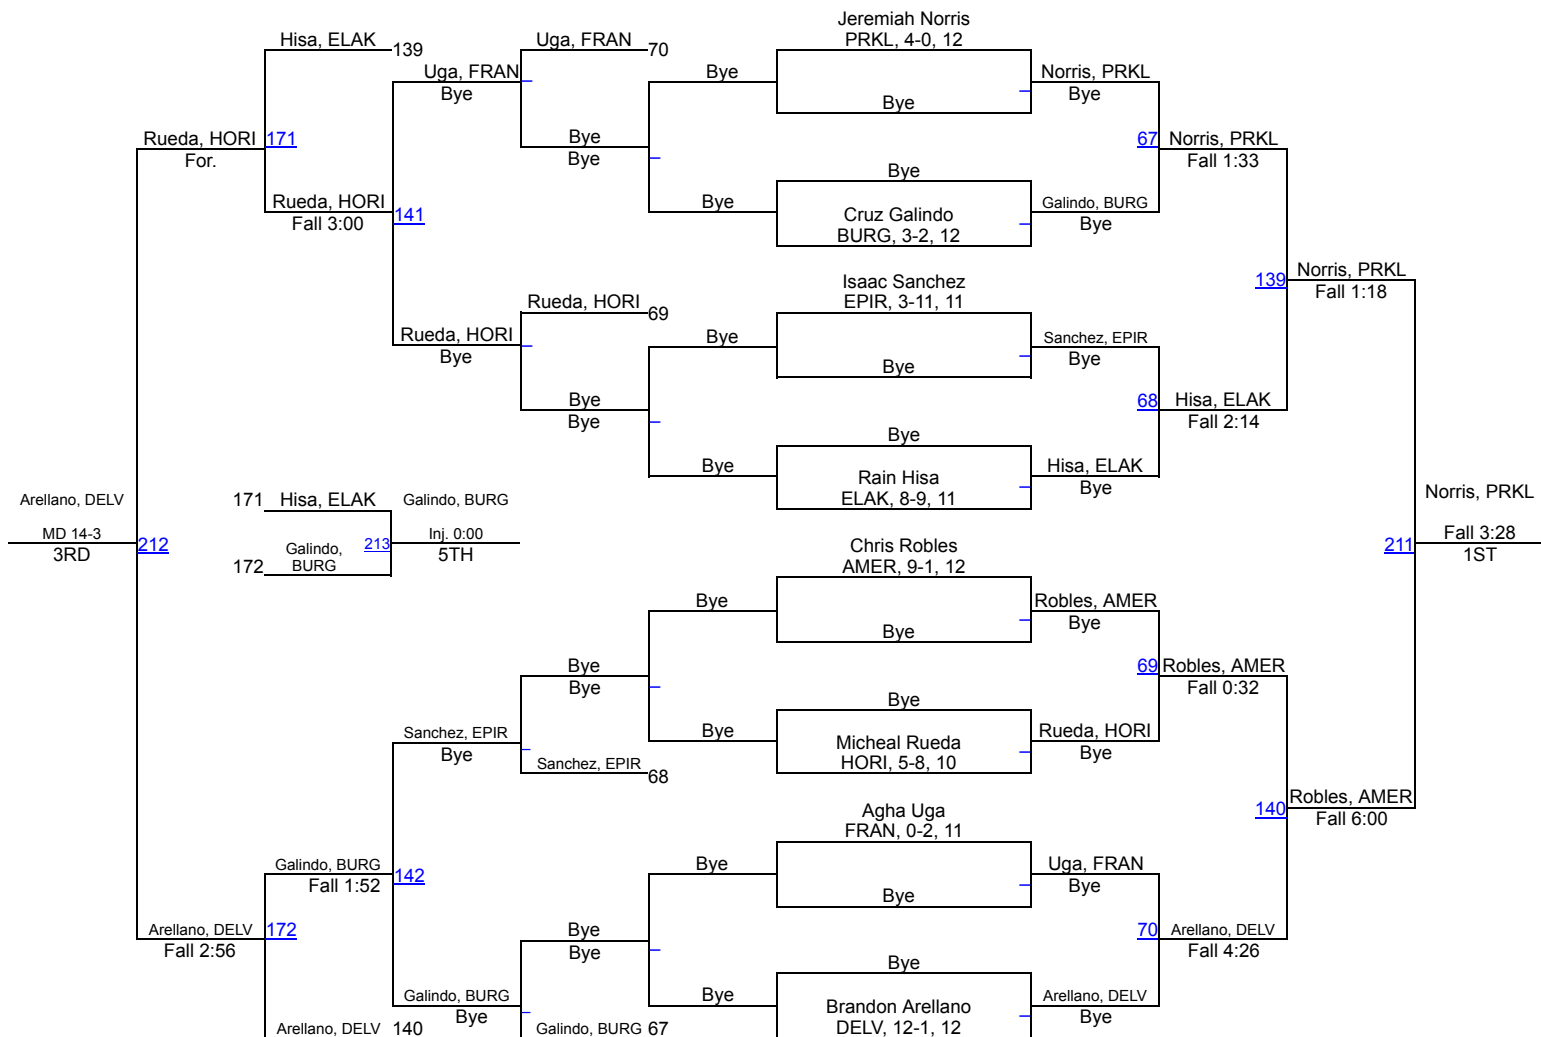 Jeremiah Norris
Hisa, ELAK 139
Uga, FRAN 70
PRKL, 4-0, 12
Uga, FRAN
Bye
Norris, PRKL
Bye
Bye
Bye
Rueda, HORI 171
Bye
67 Norris, PRKL
For.
Bye
Fall 1:33
Bye
Rueda, HORI
Bye
Galindo, BURG
Fall 3:00
141
Cruz Galindo
Bye
BURG, 3-2, 12
139 Norris, PRKL
Isaac Sanchez
Fall 1:18
Rueda, HORI 69
EPIR, 3-11, 11
Rueda, HORI
Bye
Sanchez, EPIR
Bye
Bye
Bye
Bye
68 Hisa, ELAK
Bye
Fall 2:14
Bye
Bye
Hisa, ELAK
Rain Hisa
Bye
Arellano, DELV
171 Hisa, ELAK
Galindo, BURG
ELAK, 8-9, 11
Norris, PRKL
MD 14-3
212
Galindo,
213
Inj. 0:00
Chris Robles
211
Fall 3:28
3RD
172 BURG
5TH
AMER, 9-1, 12
1ST
Bye
Robles, AMER
Bye
Bye
Bye
69 Robles, AMER
Bye
Fall 0:32
Bye
Sanchez, EPIR
Bye
Rueda, HORI
Bye
Micheal Rueda
Bye
Sanchez, EPIR 68
HORI, 5-8, 10
140 Robles, AMER
Agha Uga
Fall 6:00
FRAN, 0-2, 11
Galindo, BURG
142
Bye
Uga, FRAN
Fall 1:52
Bye
Bye
Arellano, DELV 172
Bye
70 Arellano, DELV
Fall 2:56
Bye
Fall 4:26
Bye
Galindo, BURG
Bye
Arellano, DELV
Bye
Brandon Arellano
Bye
Arellano, DELV 140
Galindo, BURG 67
DELV, 12-1, 12